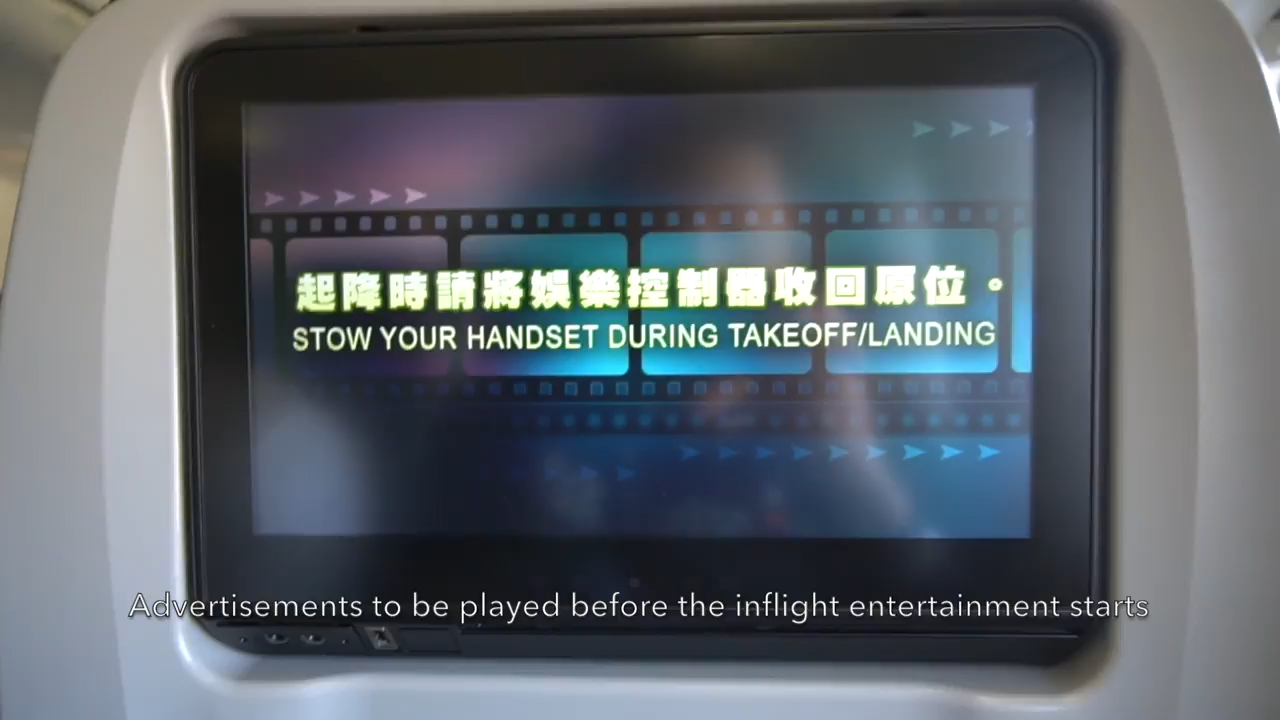 起降時請將娛樂控制器收回原位。
STOW YOUR HANDSET DURING TAKEOFF/LANDING
Advertisements to be played before the inflight entertainment starts